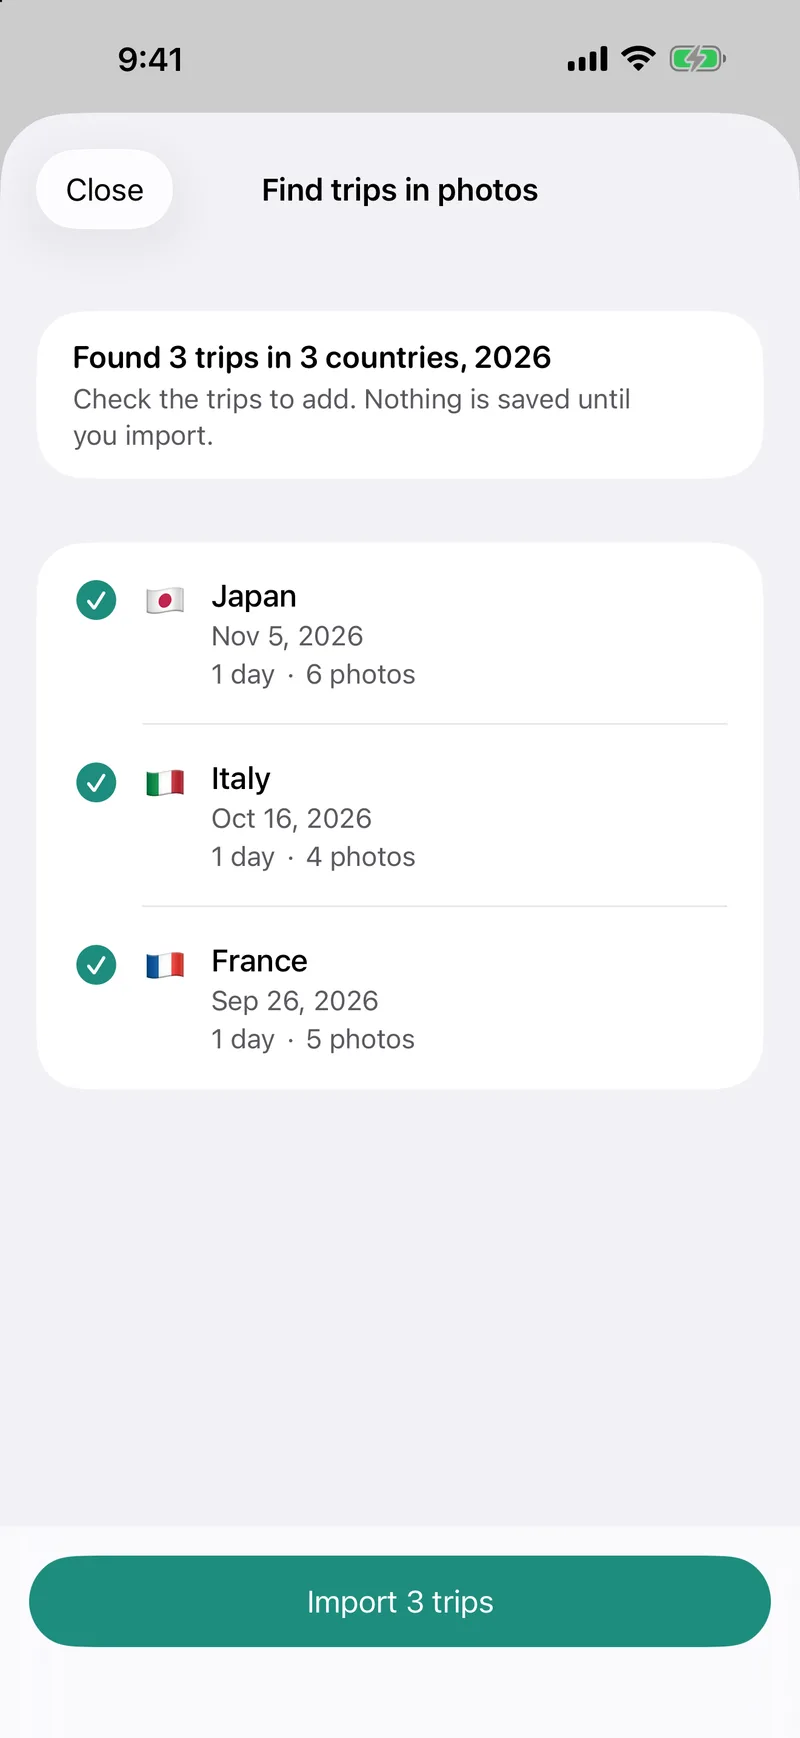 9:41
Close
Find trips in photos
Found 3 trips in 3 countries, 2026
Check the trips to add. Nothing is saved until
you import.
Japan
Nov 5, 2026
1 day · 6 photos
Italy
Oct 16, 2026
1 day · 4 photos
France
Sep 26, 2026
1 day · 5 photos
Import 3 trips